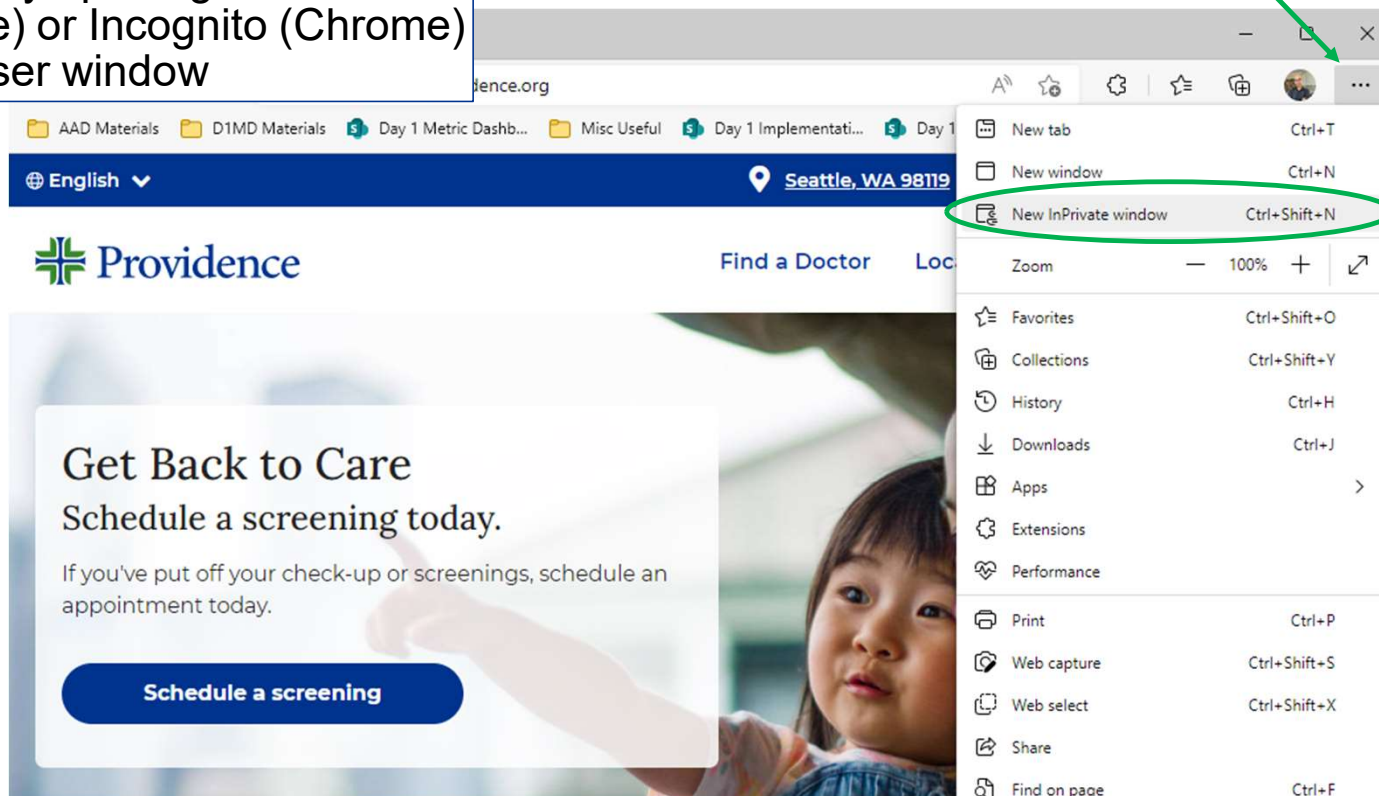 e) or Incognito (Chrome)
ser window
dence.org
AAD Materials D1MD Materials Day 1 Metric Dashb... Misc Useful Day 1 Implementati... Day 1
English Seattle, WA 98119
Providence Find a Doctor Loc
Get Back to Care
Schedule a screening today.
If you've put off your check-up or screenings, schedule an
appointment today.
Schedule a screening
New tab Ctrl+T
New window Ctrl+N
New InPrivate window Ctrl+Shift+N
Zoom 100%
Favorites Ctrl+Shift+O
Collections Ctrl+Shift+Y
History Ctrl+H
Downloads Ctrl+J
Apps
Extensions
Performance
Print Ctrl+P
Web capture Ctrl+Shift+S
Web select Ctrl+Shift+X
Share
Find on page Ctrl+F